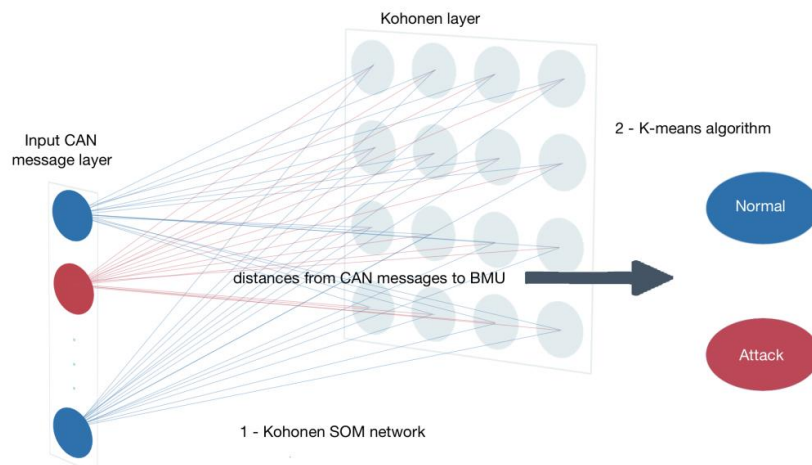 Kohonen layer
Input CAN
message layer
2 - K-means algorithm
Normal
distances from CAN messages to BMU
Attack
1 - Kohonen SOM network